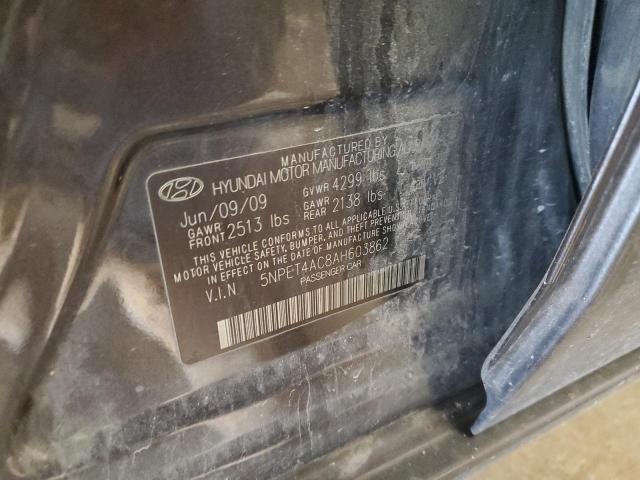 MANUFACTURED BY
HYUNDAI MOTOR MANUFACTURING
Jun/09/09 GVWR 4299 lbs
GAWR FRONT 2513 lbs GAWR REAR 2138 lbs
THIS VEHICLE CONFORMS TO ALL APPLICABLE U.S. FEDERAL
MOTOR VEHICLE SAFETY, BUMPER, AND THEFT PREVENTION
STANDARDS IN EFFECT ON THE DATE OF MANUFACTURE
V.I.N 5NPET4AC8AH603862
PASSENGER CAR